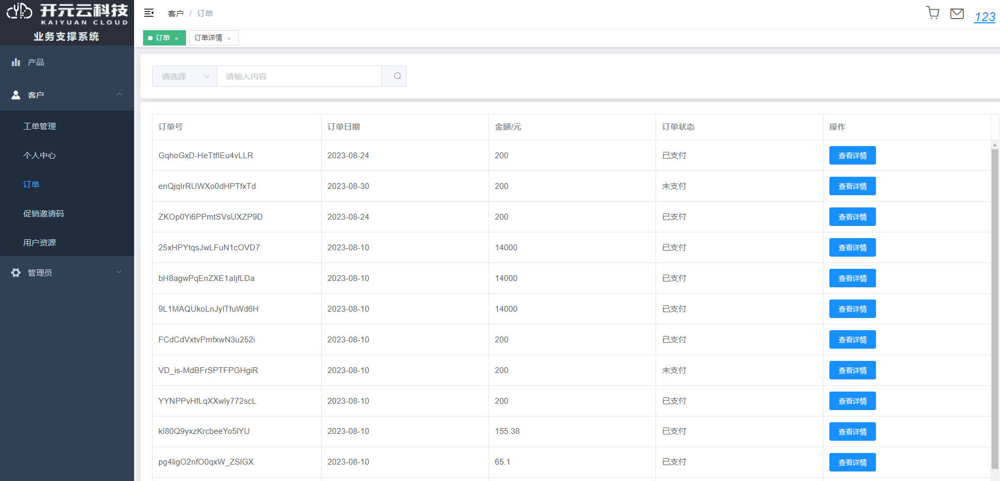 开元云科技
KAIYUAN CLOUD
业务支撑系统
产品
客户
工单管理
个人中心
订单
促销邀请码
用户资源
管理员
客户 / 订单
123
订单 ×
订单详情 ×
请选择 请输入内容
订单号 订单日期 金额/元 订单状态 操作
GqhoGxD-HeTtflEu4vLLR 2023-08-24 200 已支付 查看详情
enQjqIrRUWXo0dHPTfxTd 2023-08-30 200 未支付 查看详情
ZKOp0Yi6PPmtSVsUXZP9D 2023-08-24 200 已支付 查看详情
25xHPYtqsJwLFuN1cOVD7 2023-08-10 14000 已支付 查看详情
bH8agwPqEnZXE1aljfLDa 2023-08-10 14000 已支付 查看详情
9L1MAQUkoLnJylTfuWd6H 2023-08-10 14000 已支付 查看详情
FCdCdVxtvPmfxwN3u252i 2023-08-10 200 已支付 查看详情
VD_is-MdBFrSPTFPGHgiR 2023-08-10 200 未支付 查看详情
YYNPPvHfLqXXwly772scL 2023-08-10 200 已支付 查看详情
kl80Q9yxzKrcbeeYo5lYU 2023-08-10 155.38 已支付 查看详情
pg4ligO2nfO0qxW_ZSlGX 2023-08-10 65.1 已支付 查看详情